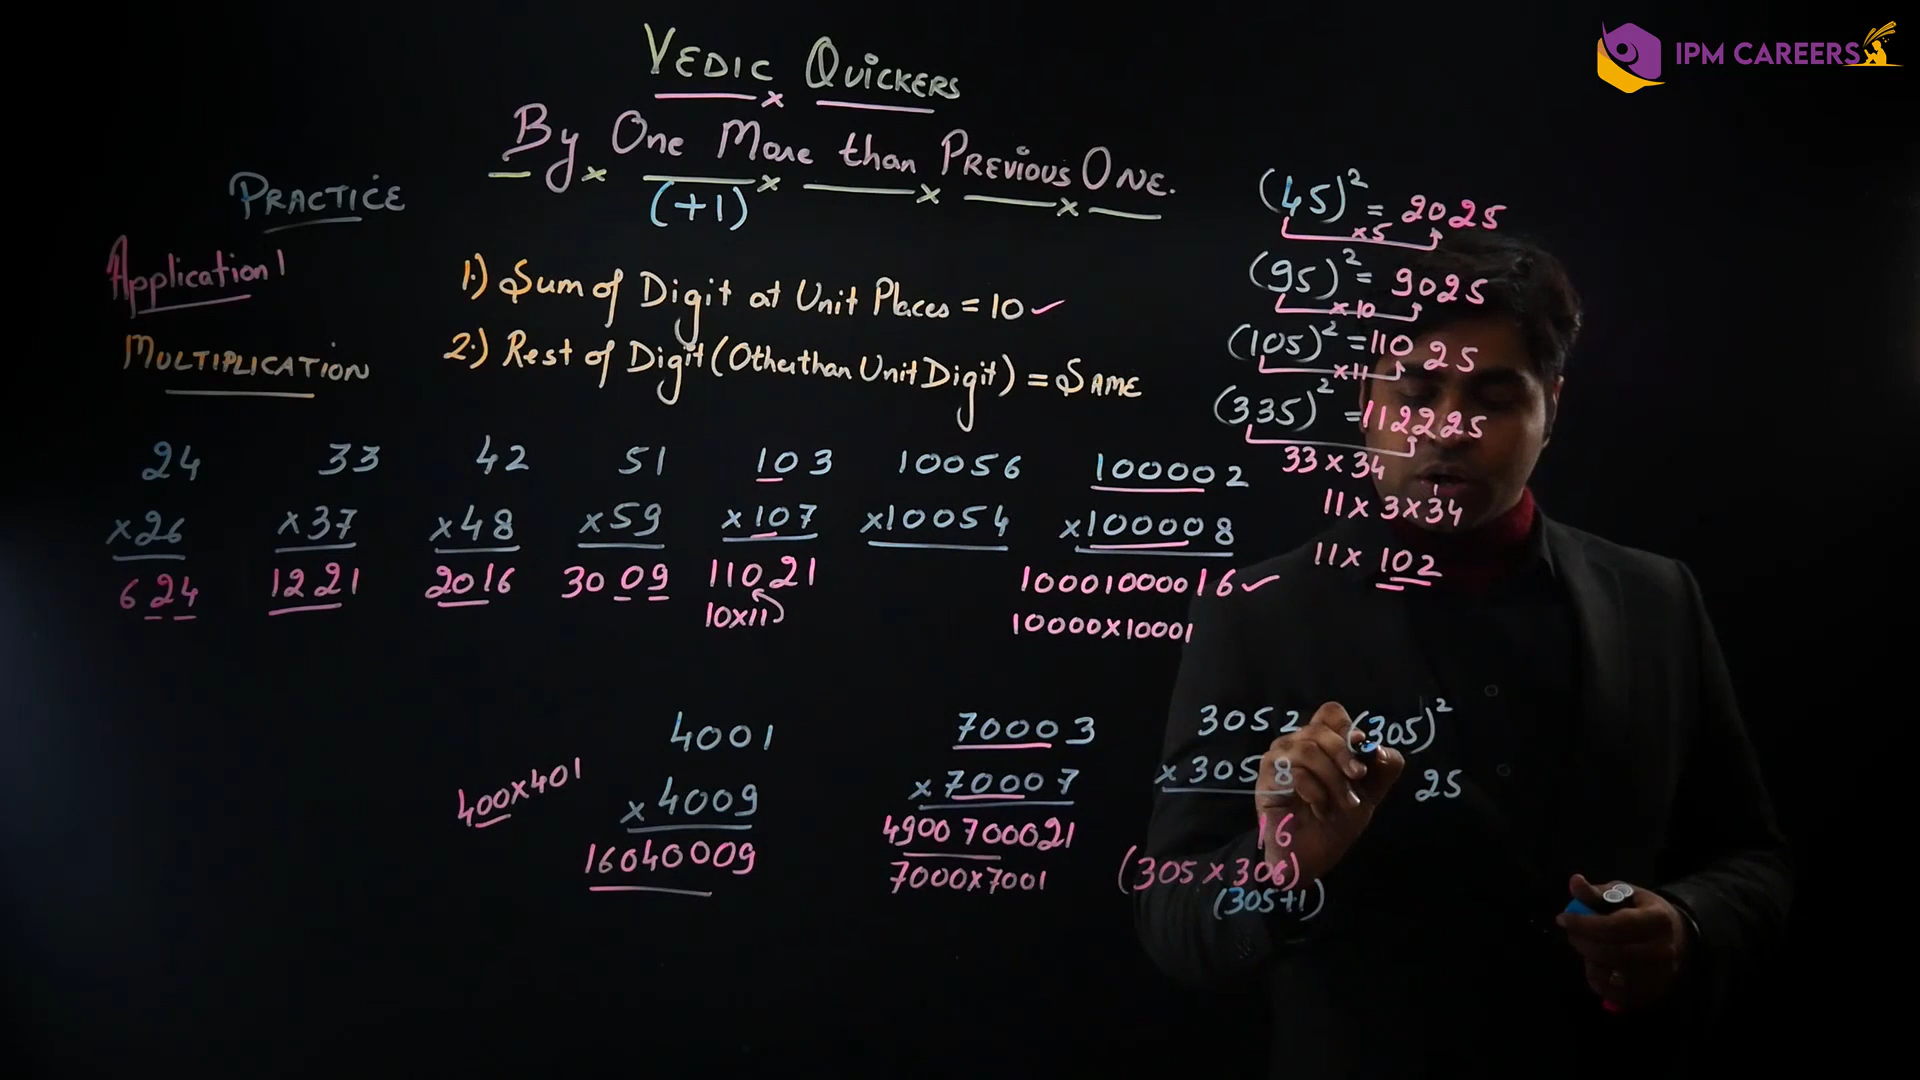 IPM CAREERS
VEDIC QUICKERS
By One More than PREVIOUS ONE.
(+1)
PRACTICE
Application 1
MULTIPLICATION
1.) Sum of Digit at Unit Places = 10 ✓
2.) Rest of Digit (Other than Unit Digit) = SAME
(45)² = 2025
×5
(95)² = 9025
×10
(105)² = 11025
×11
(335)² = 112225
33 × 34
11 × 3 × 34
11 × 102
24 33 42 51 103 10056 100002
×26 ×37 ×48 ×59 ×107 ×10054 ×100008
624 1221 2016 3009 11021 10001000016 ✓
10×11 10000×10001
4001 70003 3052 (305)²
400×401 ×4009 ×70007 ×3058 25
16040009 4900700021 16
7000×7001 (305×306)
(305+1)